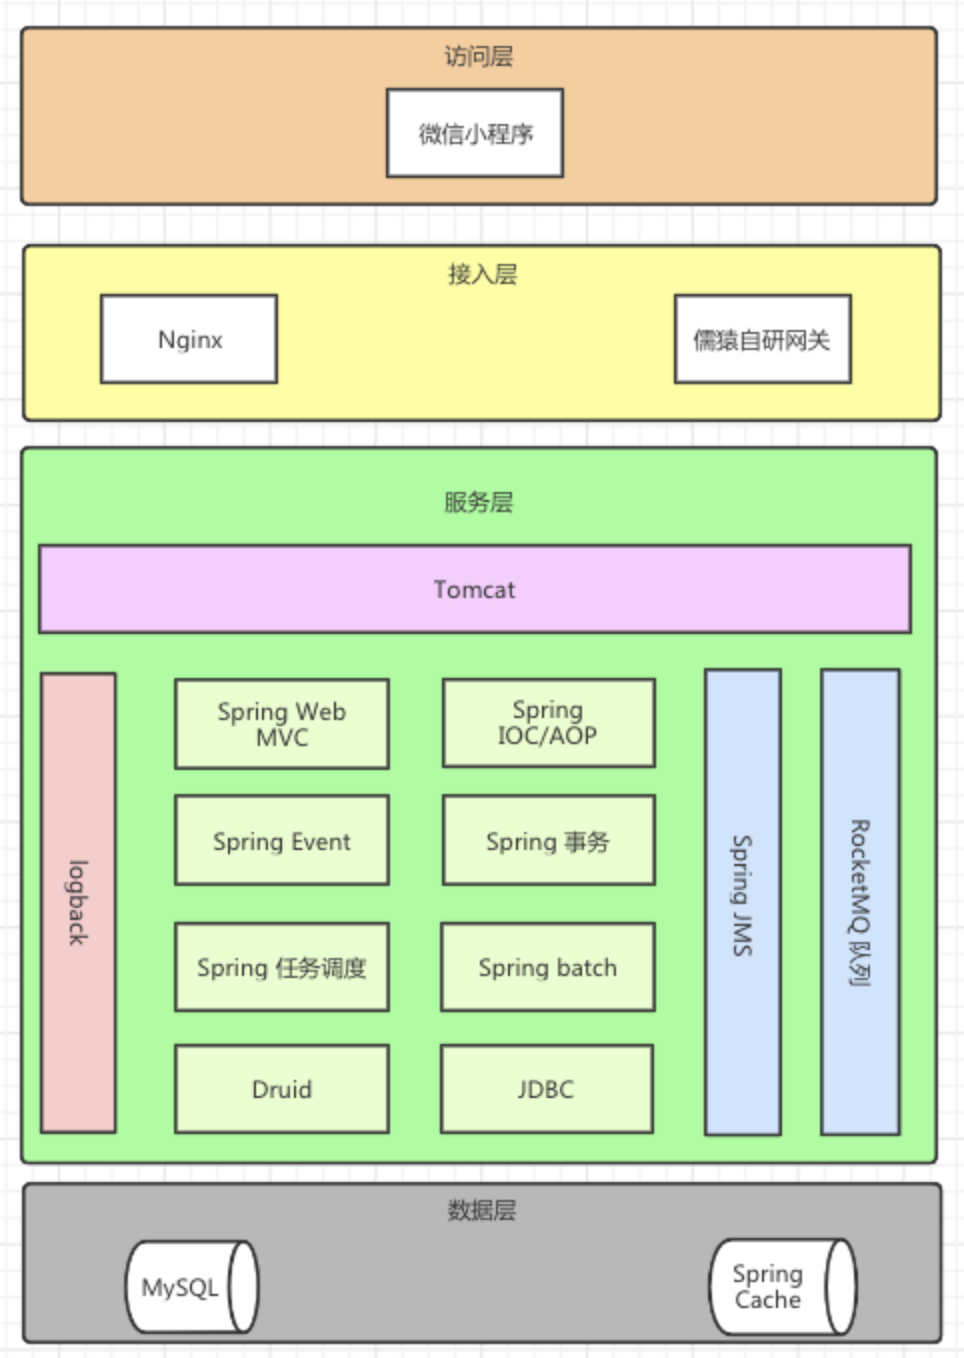 访问层
微信小程序
接入层
Nginx
儒猿自研网关
服务层
Tomcat
logback
Spring Web
MVC
Spring
IOC/AOP
Spring Event
Spring 事务
Spring 任务调度
Spring batch
Druid
JDBC
Spring JMS
RocketMQ 队列
数据层
MySQL
Spring
Cache